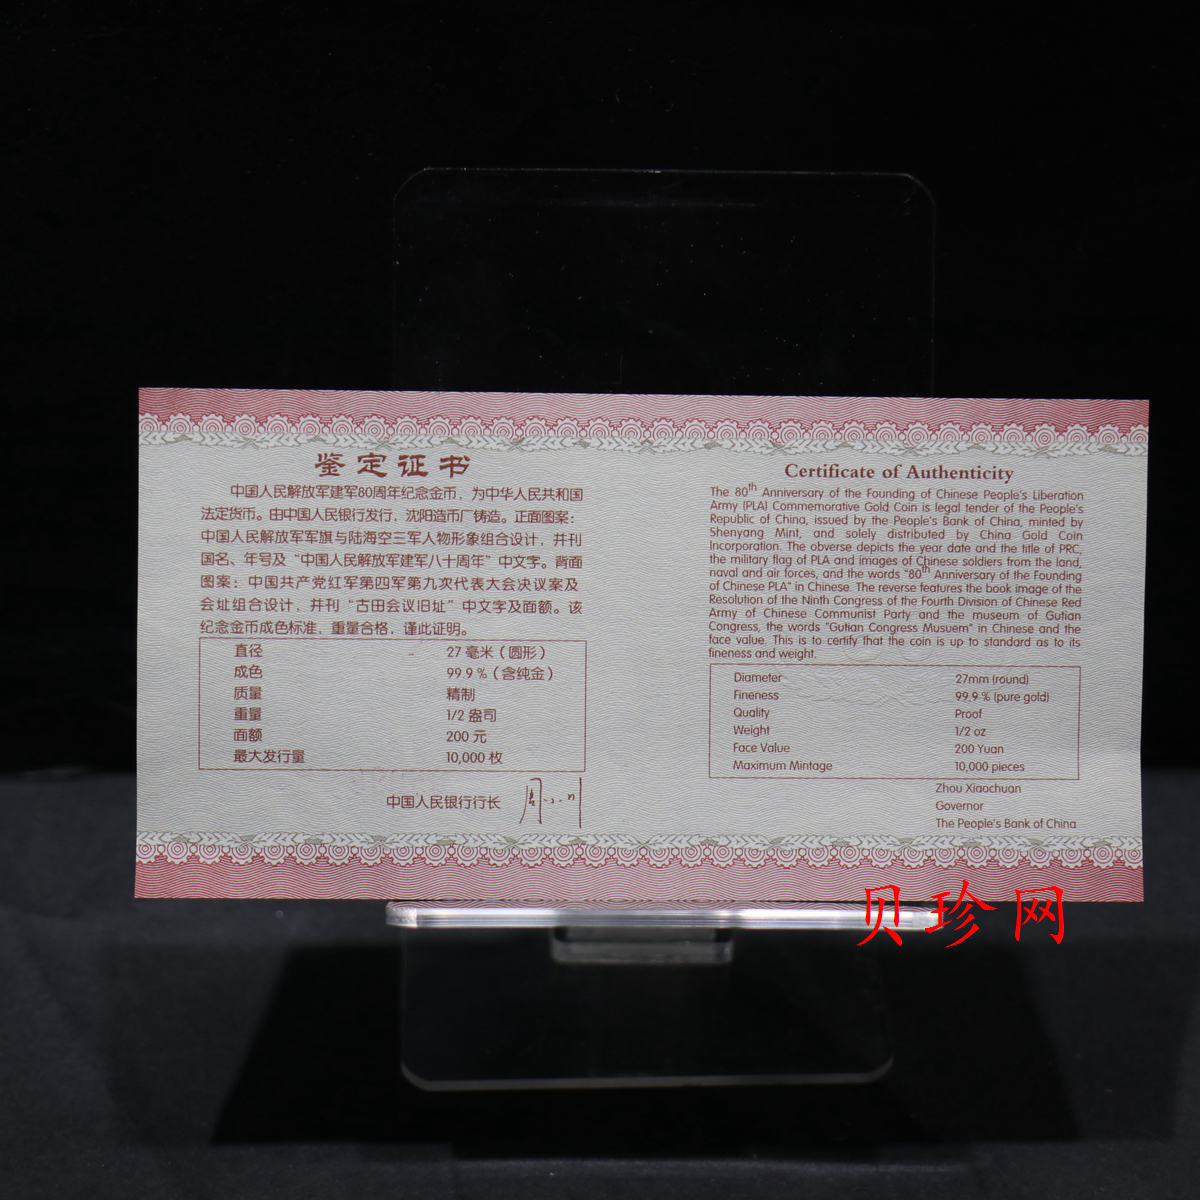 鉴定证书
中国人民解放军建军80周年纪念金币，为中华人民共和国
法定货币。由中国人民银行发行，沈阳造币厂铸造。正面图案：
中国人民解放军军旗与陆海空三军人物形象组合设计，并刊
国名、年号及“中国人民解放军建军八十周年”中文字。背面
图案：中国共产党红军第四军第九次代表大会决议案及
会址组合设计，并刊“古田会议旧址”中文字及面额。该
纪念金币成色标准，重量合格，谨此证明。
直径 27 毫米（圆形）
成色 99.9 %（含纯金）
质量 精制
重量 1/2 盎司
面额 200 元
最大发行量 10,000 枚
中国人民银行行长
Certificate of Authenticity
The 80th Anniversary of the Founding of Chinese People's Liberation
Army (PLA) Commemorative Gold Coin is legal tender of the People's
Republic of China, issued by the People's Bank of China, minted by
Shenyang Mint, and solely distributed by China Gold Coin
Incorporation. The obverse depicts the year date and the title of PRC,
the military flag of PLA and images of Chinese soldiers from the land,
naval and air forces, and the words "80th Anniversary of the Founding
of Chinese PLA" in Chinese. The reverse features the book image of the
Resolution of the Ninth Congress of the Fourth Division of Chinese Red
Army of Chinese Communist Party and the museum of Gutian
Congress, the words "Gutian Congress Musuem" in Chinese and the
face value. This is to certify that the coin is up to standard as to its
fineness and weight.
Diameter 27mm (round)
Fineness 99.9 % (pure gold)
Quality Proof
Weight 1/2 oz
Face Value 200 Yuan
Maximum Mintage 10,000 pieces
Zhou Xiaochuan
Governor
The People's Bank of China
贝珍网